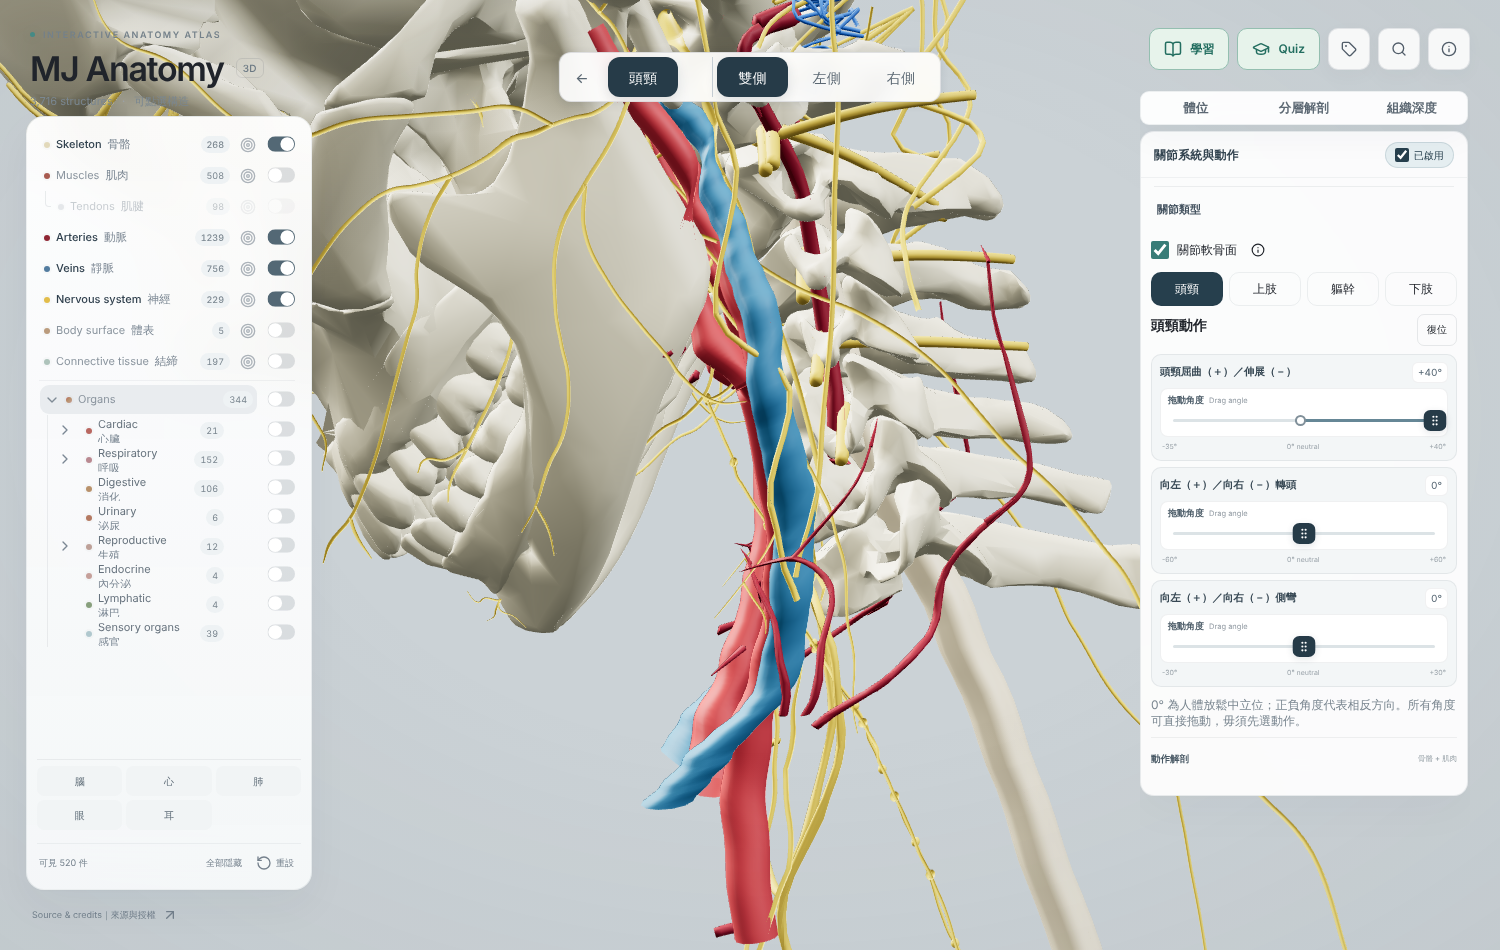 INTERACTIVE ANATOMY ATLAS
MJ Anatomy 3D
頭頸 雙側 左側 右側
學習 Quiz
體位 分層解剖 組織深度
Skeleton 骨骼 268
Muscles 肌肉 508
Tendons 肌腱 98
Arteries 動脈 1239
Veins 靜脈 756
Nervous system 神經 229
Body surface 體表 5
Connective tissue 結締 197
Organs 344
Cardiac 21
心臟
Respiratory 152
呼吸
Digestive 106
消化
Urinary 6
泌尿
Reproductive 12
生殖
Endocrine 4
內分泌
Lymphatic 4
淋巴
Sensory organs 39
感官
腦 心 肺
眼 耳
可見 520 件 全部隱藏 重設
Source & credits | 來源與授權
關節系統與動作 已啟用
關節類型
關節軟骨面
頭頸 上肢 軀幹 下肢
頭頸動作 復位
頭頸屈曲（+）／伸展（−） +40°
拖動角度 Drag angle
-35° 0° neutral +40°
向左（+）／向右（−）轉頭 0°
拖動角度 Drag angle
-60° 0° neutral +60°
向左（+）／向右（−）側彎 0°
拖動角度 Drag angle
-30° 0° neutral +30°
0° 為人體放鬆中立位；正負角度代表相反方向。所有角度
可直接拖動，毋須先選動作。
動作解剖 骨骼 + 肌肉